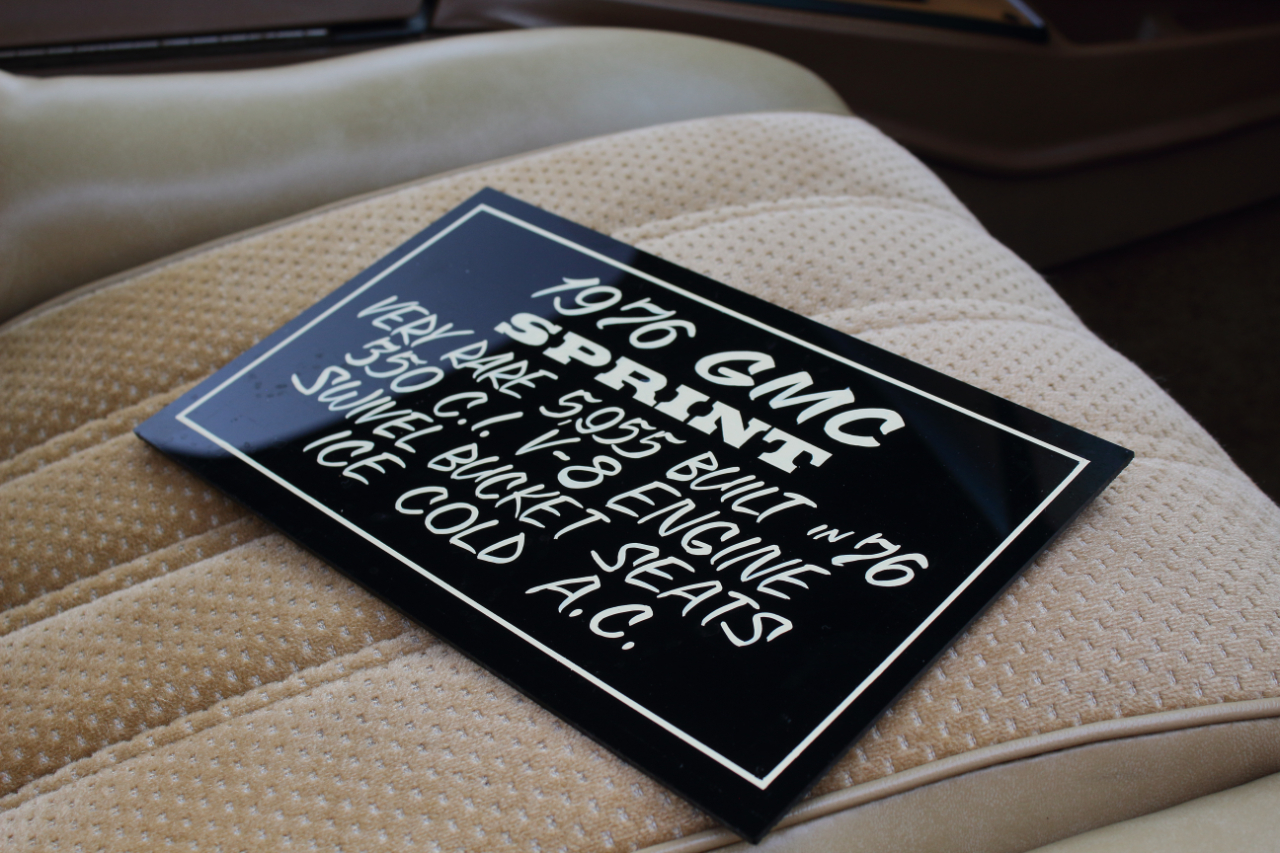 1976 GMC
SPRINT
VERY RARE 5,955 BUILT IN '76
350 C.I. V-8 ENGINE
SWIVEL BUCKET SEATS
ICE COLD A.C.